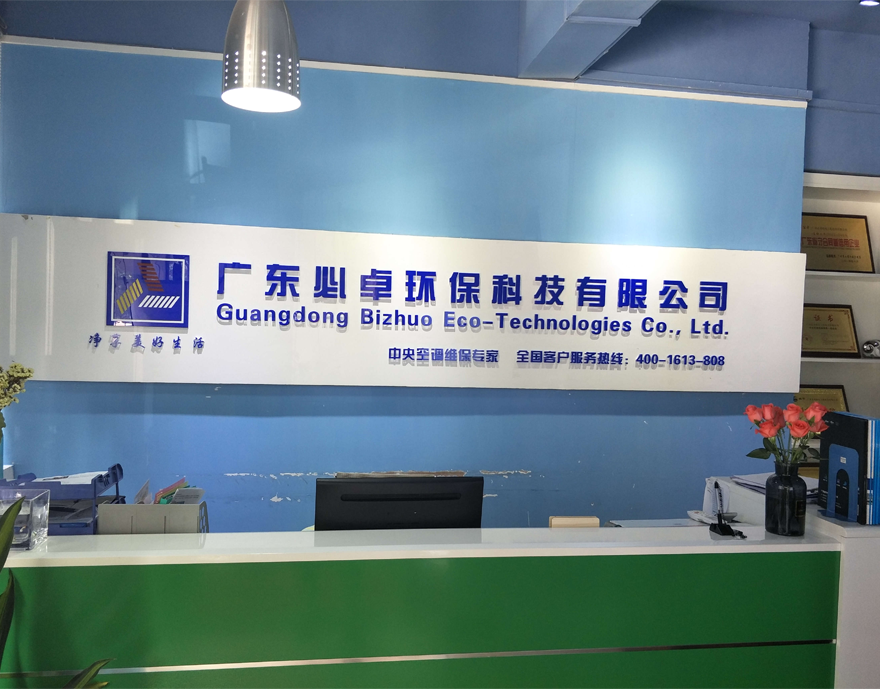 广东必卓环保科技有限公司
Guangdong Bizhuo Eco-Technologies Co., Ltd.
净享美好生活
中央空调维保专家 全国客户服务热线：400-1613-808